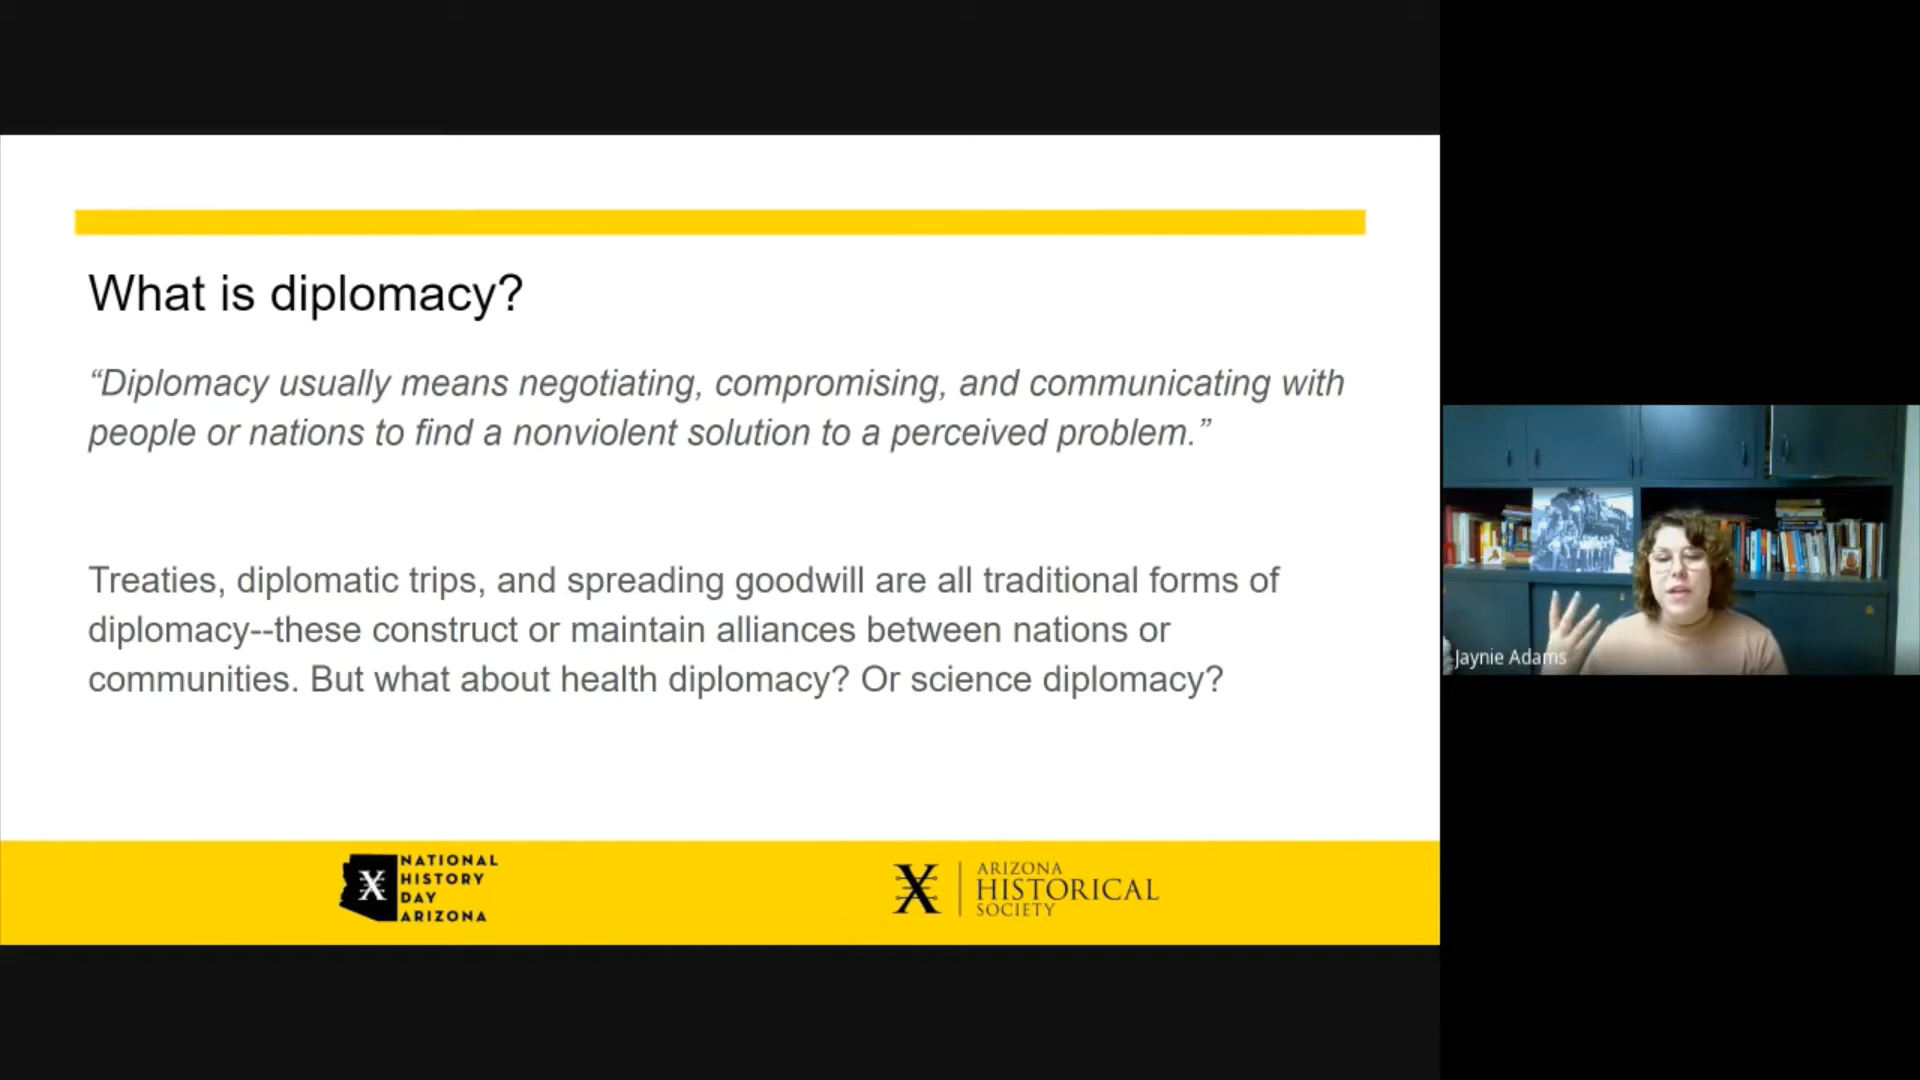 What is diplomacy?
“Diplomacy usually means negotiating, compromising, and communicating with
people or nations to find a nonviolent solution to a perceived problem.”
Treaties, diplomatic trips, and spreading goodwill are all traditional forms of
diplomacy--these construct or maintain alliances between nations or
communities. But what about health diplomacy? Or science diplomacy?
NATIONAL
HISTORY
DAY
ARIZONA
ARIZONA
HISTORICAL
SOCIETY
Jaynie Adams